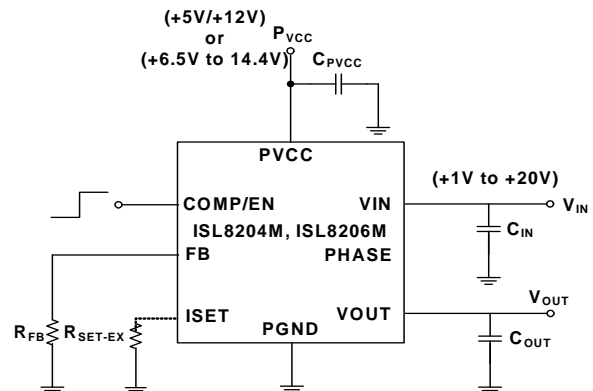 (+5V/+12V)
or
(+6.5V to 14.4V)
PVCC
CPVCC
PVCC
(+1V to +20V)
COMP/EN
VIN
VIN
ISL8204M, ISL8206M
CIN
FB
PHASE
VOUT
ISET
VOUT
RFB
RSET-EX
PGND
COUT